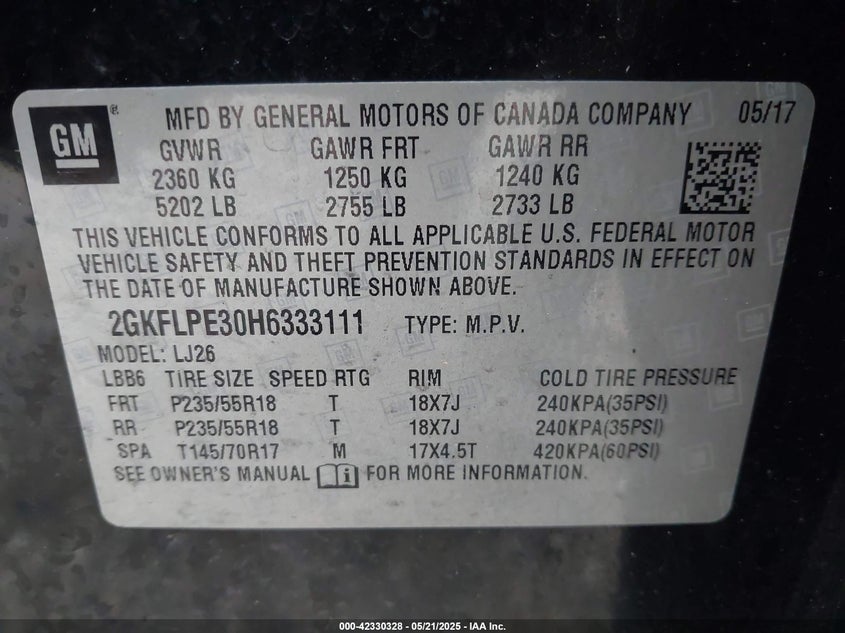 GM ® MFD BY GENERAL MOTORS OF CANADA COMPANY 05/17
GVWR GAWR FRT GAWR RR
2360 KG 1250 KG 1240 KG
5202 LB 2755 LB 2733 LB
THIS VEHICLE CONFORMS TO ALL APPLICABLE U.S. FEDERAL MOTOR
VEHICLE SAFETY AND THEFT PREVENTION STANDARDS IN EFFECT ON
THE DATE OF MANUFACTURE SHOWN ABOVE.
2GKFLPE30H6333111 TYPE: M.P.V.
MODEL: LJ26
LBB6 TIRE SIZE SPEED RTG RIM COLD TIRE PRESSURE
FRT P235/55R18 T 18X7J 240KPA(35PSI)
RR P235/55R18 T 18X7J 240KPA(35PSI)
SPA T145/70R17 M 17X4.5T 420KPA(60PSI)
SEE OWNER'S MANUAL FOR MORE INFORMATION.
000-42330328 - 05/21/2025 - IAA Inc.